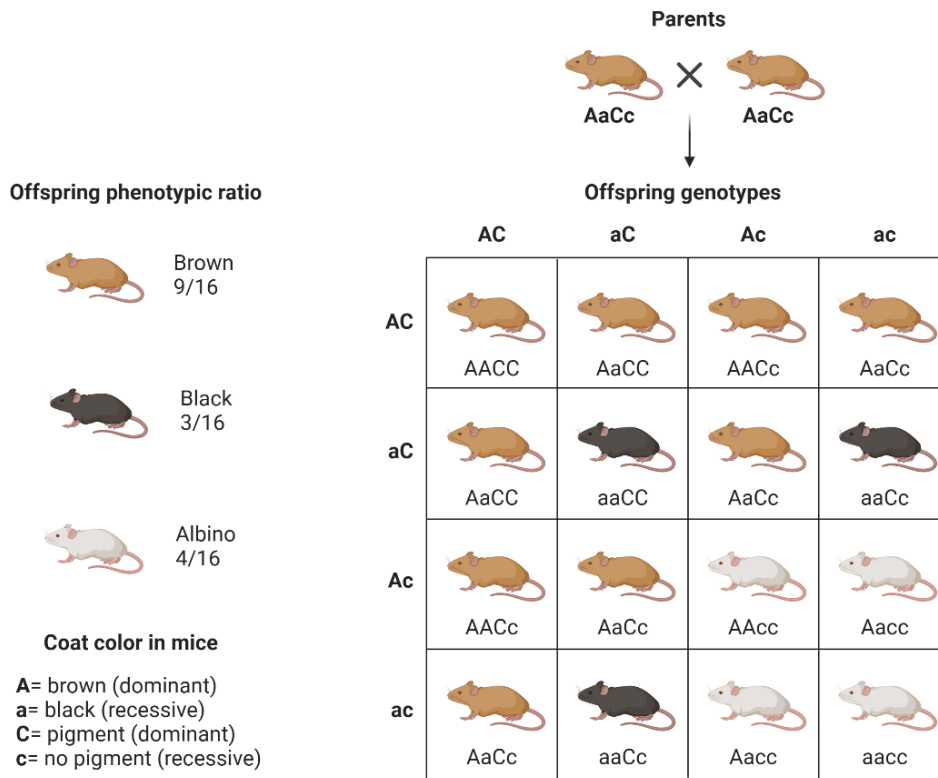 Parents
AaCc
AaCc
Offspring phenotypic ratio
Brown
9/16
Black
3/16
Albino
4/16
Coat color in mice
A= brown (dominant)
a= black (recessive)
C= pigment (dominant)
c= no pigment (recessive)
Offspring genotypes
AC aC Ac ac
AC
AACC AaCC AACc AaCc
aC
AaCC aaCC AaCc aaCc
Ac
AACc AaCc AAcc Aacc
ac
AaCc aaCc Aacc aacc